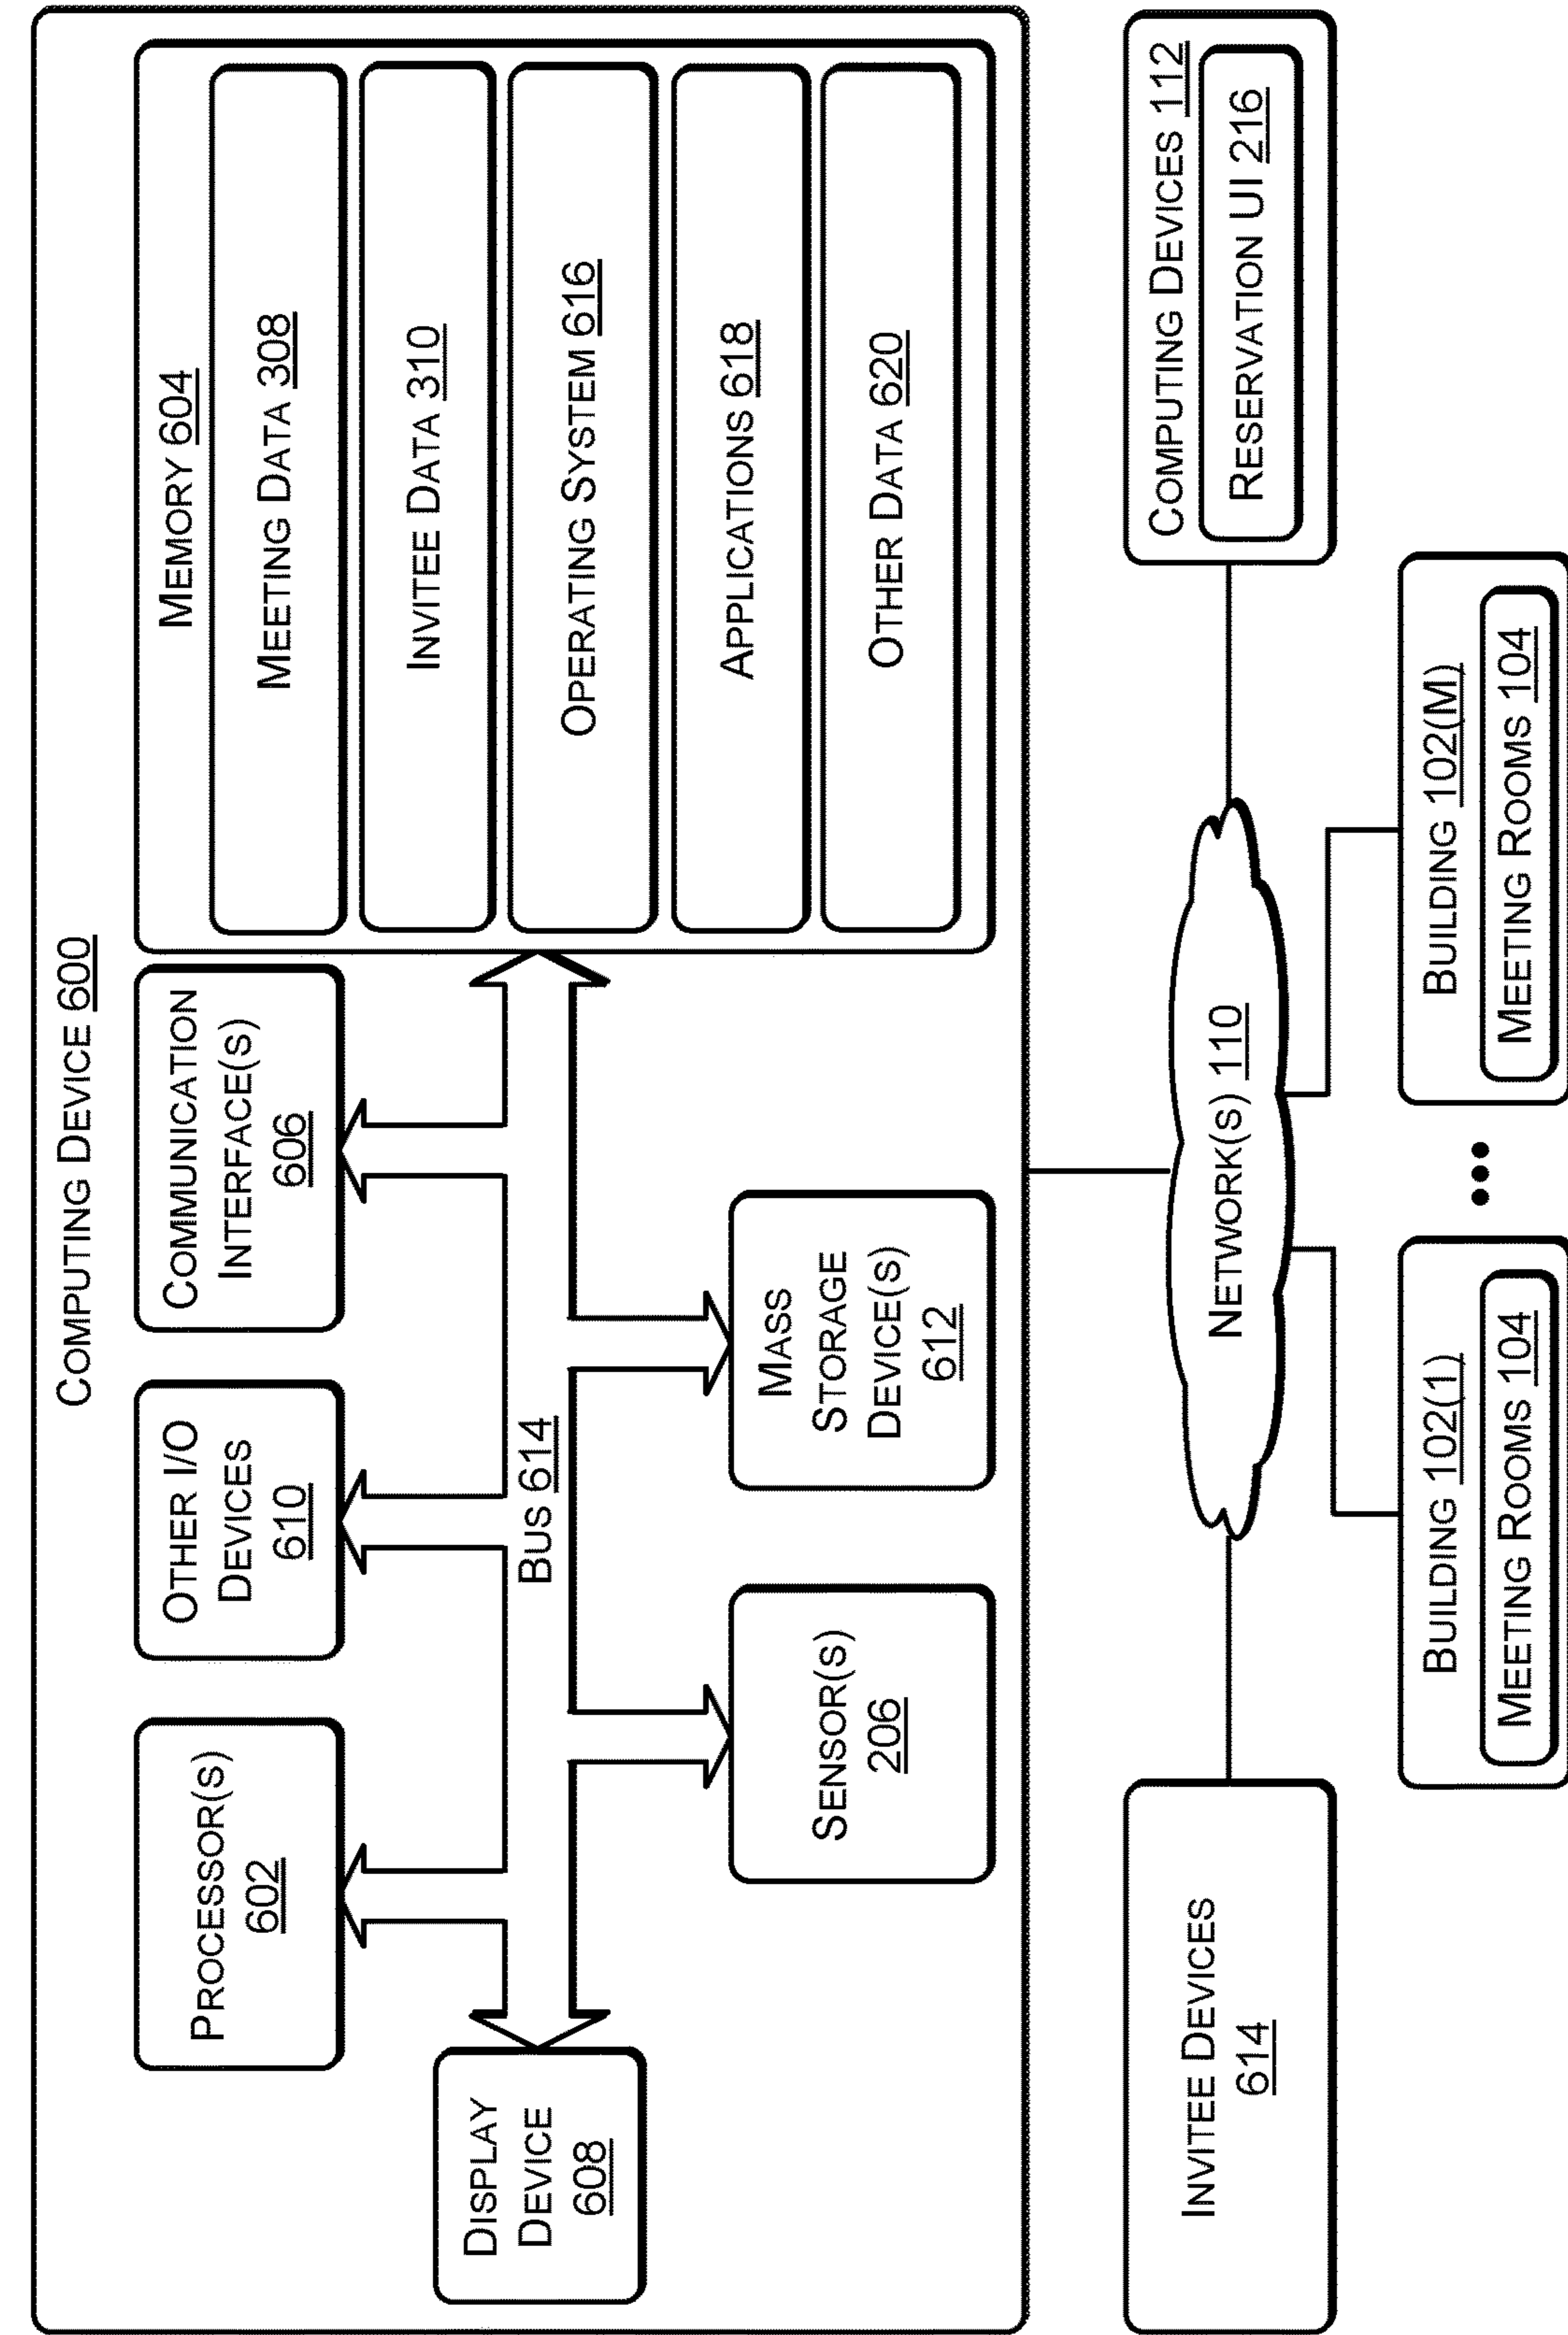 COMPUTING DEVICE 600
PROCESSOR(S)
602
OTHER I/O
DEVICES
610
COMMUNICATION
INTERFACE(S)
606
MEMORY 604
MEETING DATA 308
INVITEE DATA 310
OPERATING SYSTEM 616
APPLICATIONS 618
OTHER DATA 620
DISPLAY
DEVICE
608
BUS 614
SENSOR(S)
206
MASS
STORAGE
DEVICE(S)
612
INVITEE DEVICES
614
NETWORK(S) 110
COMPUTING DEVICES 112
RESERVATION UI 216
BUILDING 102(1)
MEETING ROOMS 104
•••
BUILDING 102(M)
MEETING ROOMS 104